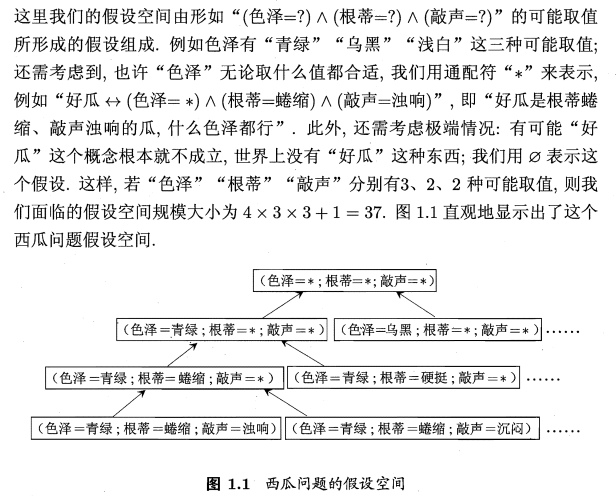 这里我们的假设空间由形如“(色泽=?)∧(根蒂=?)∧(敲声=?)”的可能取值
所形成的假设组成. 例如色泽有“青绿”“乌黑”“浅白”这三种可能取值;
还需考虑到, 也许“色泽”无论取什么值都合适, 我们用通配符“*”来表示,
例如“好瓜↔(色泽= *)∧(根蒂=蜷缩)∧(敲声=浊响)”, 即“好瓜是根蒂蜷
缩、敲声浊响的瓜, 什么色泽都行”. 此外, 还需考虑极端情况: 有可能“好
瓜”这个概念根本就不成立, 世界上没有“好瓜”这种东西; 我们用 ∅ 表示这
个假设. 这样, 若“色泽”“根蒂”“敲声”分别有3、2、2 种可能取值, 则我
们面临的假设空间规模大小为 4 × 3 × 3 + 1 = 37. 图 1.1 直观地显示出了这个
西瓜问题假设空间.
(色泽=*; 根蒂=*; 敲声=*)
(色泽=青绿; 根蒂=*; 敲声=*) (色泽=乌黑; 根蒂=*; 敲声=*) ······
(色泽=青绿; 根蒂=蜷缩; 敲声=*) (色泽=青绿; 根蒂=硬挺; 敲声=*) ······
(色泽=青绿; 根蒂=蜷缩; 敲声=浊响) (色泽=青绿; 根蒂=蜷缩; 敲声=沉闷) ······
图 1.1 西瓜问题的假设空间